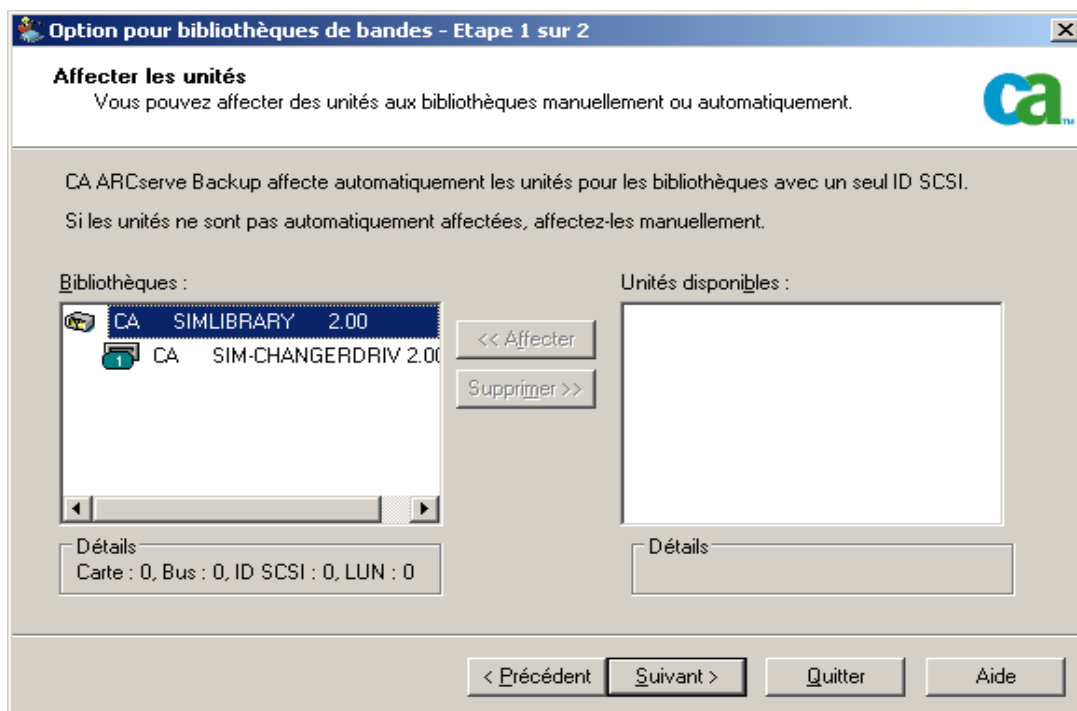 Option pour bibliothèques de bandes - Etape 1 sur 2
Affecter les unités
Vous pouvez affecter des unités aux bibliothèques manuellement ou automatiquement.
ca TM
CA ARCserve Backup affecte automatiquement les unités pour les bibliothèques avec un seul ID SCSI.
Si les unités ne sont pas automatiquement affectées, affectez-les manuellement.
Bibliothèques :
CA SIMLIBRARY 2.00
1 CA SIM-CHANGERDRIV 2.00
<< Affecter
Supprimer >>
Unités disponibles :
Détails
Carte : 0, Bus : 0, ID SCSI : 0, LUN : 0
Détails
< Précédent
Suivant >
Quitter
Aide